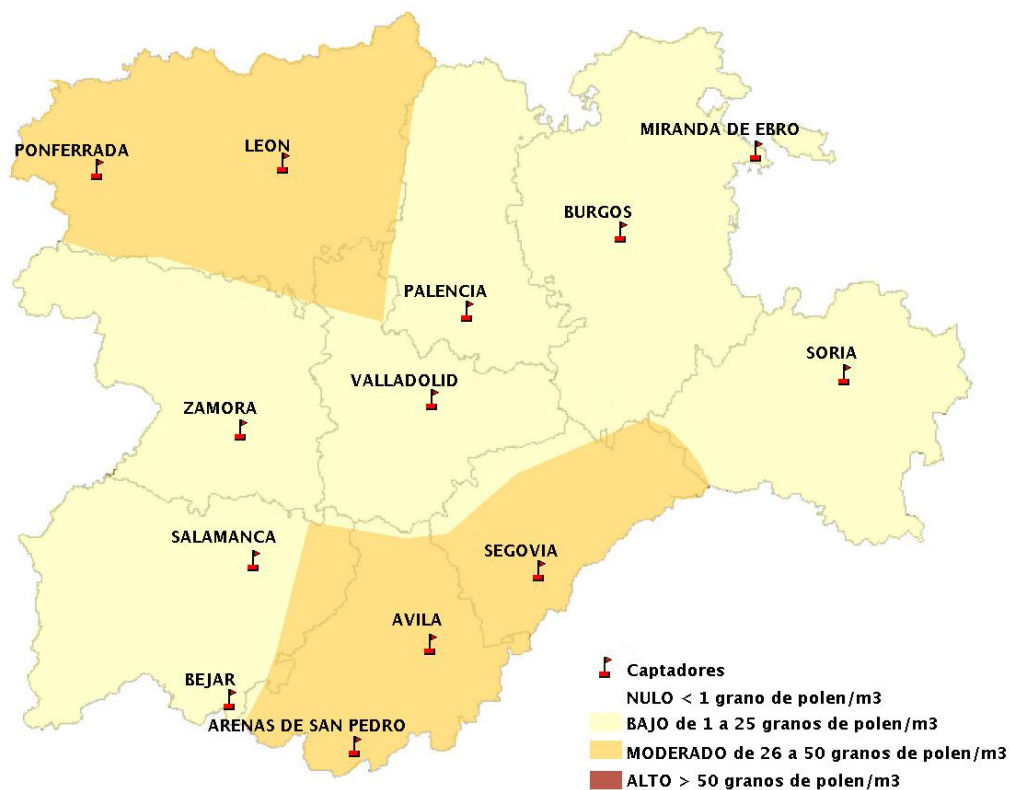 MIRANDA DE EBRO
PONFERRADA
LEON
BURGOS
PALENCIA
SORIA
VALLADOLID
ZAMORA
SALAMANCA
SEGOVIA
AVILA
BEJAR
ARENAS DE SAN PEDRO
Captadores
NULO < 1 grano de polen/m3
BAJO de 1 a 25 granos de polen/m3
MODERADO de 26 a 50 granos de polen/m3
ALTO > 50 granos de polen/m3